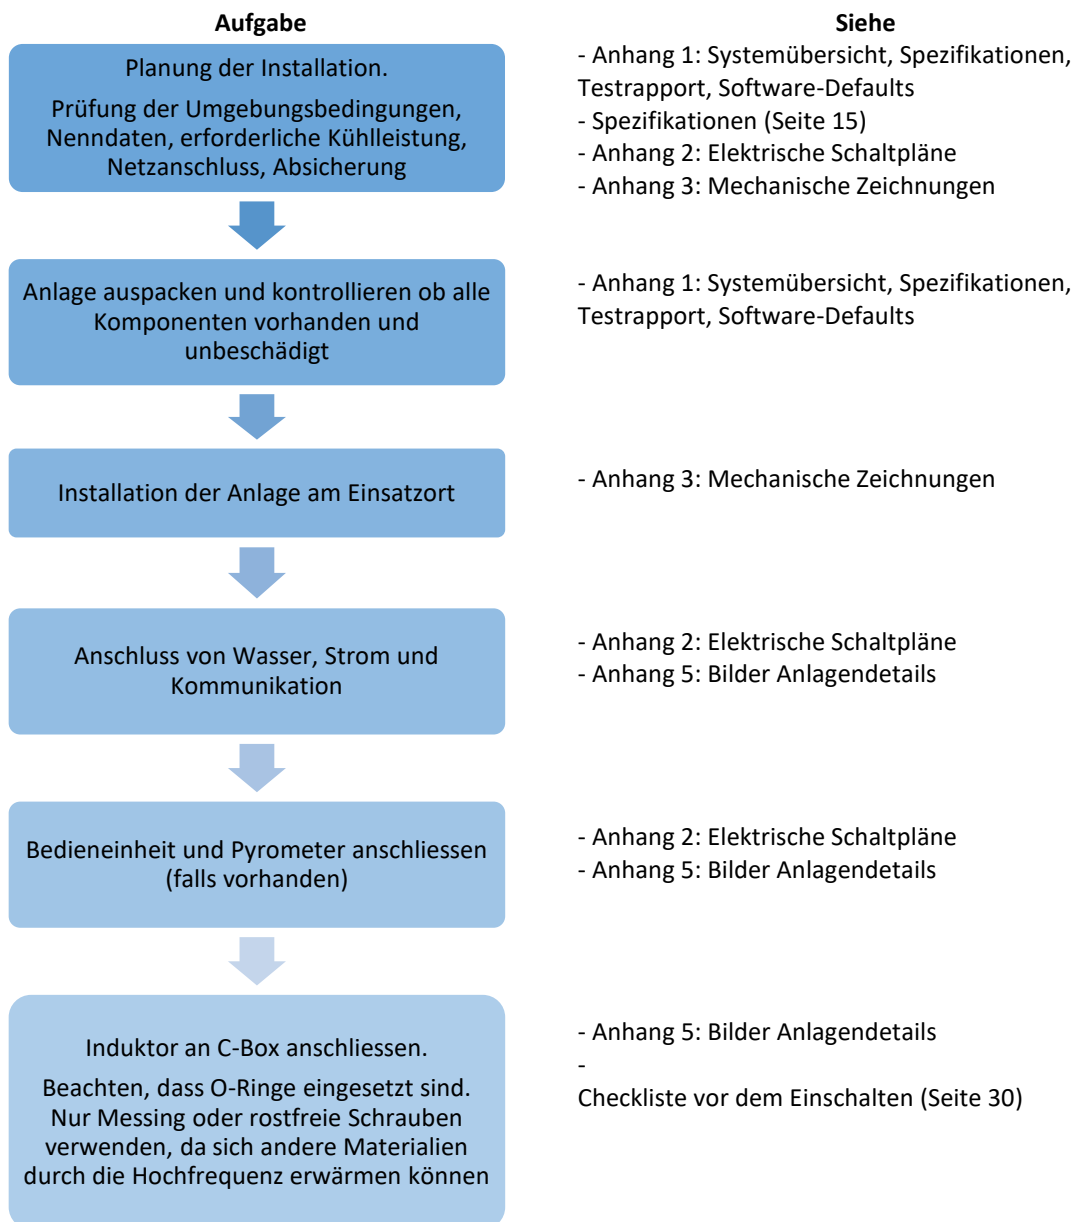 Aufgabe
Siehe
Planung der Installation.
Prüfung der Umgebungsbedingungen,
Nenndaten, erforderliche Kühlleistung,
Netzanschluss, Absicherung
- Anhang 1: Systemübersicht, Spezifikationen,
Testrapport, Software-Defaults
- Spezifikationen (Seite 15)
- Anhang 2: Elektrische Schaltpläne
- Anhang 3: Mechanische Zeichnungen
Anlage auspacken und kontrollieren ob alle
Komponenten vorhanden und
unbeschädigt
- Anhang 1: Systemübersicht, Spezifikationen,
Testrapport, Software-Defaults
Installation der Anlage am Einsatzort
- Anhang 3: Mechanische Zeichnungen
Anschluss von Wasser, Strom und
Kommunikation
- Anhang 2: Elektrische Schaltpläne
- Anhang 5: Bilder Anlagendetails
Bedieneinheit und Pyrometer anschliessen
(falls vorhanden)
- Anhang 2: Elektrische Schaltpläne
- Anhang 5: Bilder Anlagendetails
Induktor an C-Box anschliessen.
Beachten, dass O-Ringe eingesetzt sind.
Nur Messing oder rostfreie Schrauben
verwenden, da sich andere Materialien
durch die Hochfrequenz erwärmen können
- Anhang 5: Bilder Anlagendetails
-
Checkliste vor dem Einschalten (Seite 30)